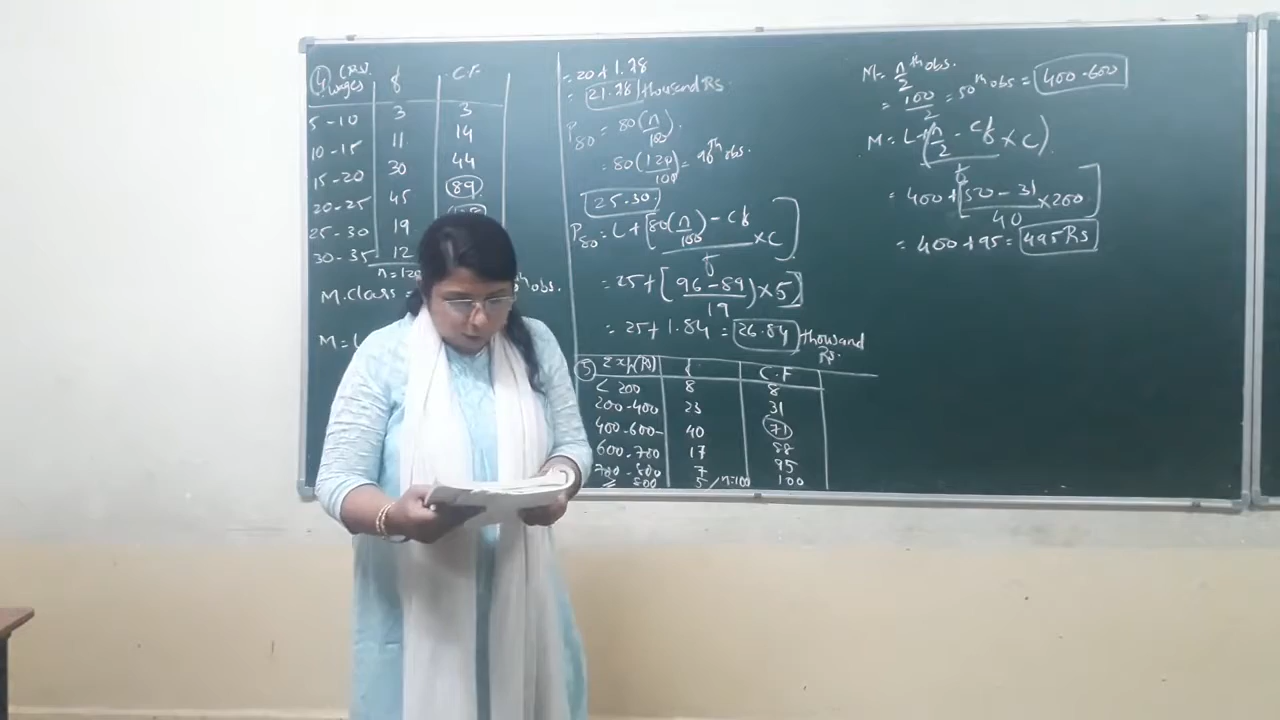 ④ (Rs).
wages f C.F
5-10 3 3
10-15 11 14
15-20 30 44
20-25 45 89
25-30 19
30-35 12
n=120
M.class = th obs.
M=L
=20+1.78
= 21.78 thousand Rs
P80 = 80(n/100).
=80(120/100)= 96th obs.
25-30.
P80= L+[80(n/100) - cf / f ×C]
=25+[(96-89/19)×5]
=25+1.84 = 26.84 thousand Rs.
⑤ Exp(Rs) f C.F
< 200 8 8
200-400 23 31
400-600- 40 71
600-700 17 88
700-800 7 95
≤ 800 5 / n=100 100
M= n/2 th obs.
= 100/2 = 50th obs = 400-600
M= L+(n/2 - cf / f × C)
= 400+[50-31/40 ×200]
= 400+95= 495Rs